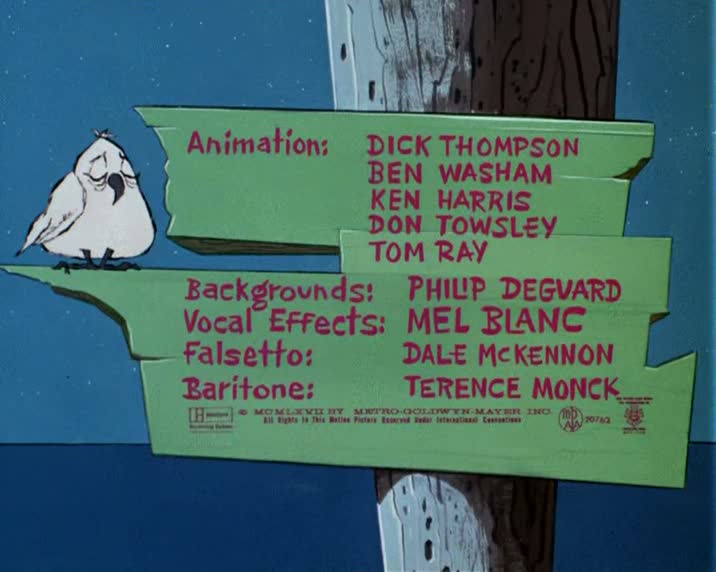 Animation: DICK THOMPSON
BEN WASHAM
KEN HARRIS
DON TOWSLEY
TOM RAY
Backgrounds: PHILIP DEGUARD
Vocal Effects: MEL BLANC
Falsetto: DALE McKENNON
Baritone: TERENCE MONCK
© MCMLXVII BY METRO-GOLDWYN-MAYER INC.
All Rights In This Motion Picture Reserved Under International Conventions